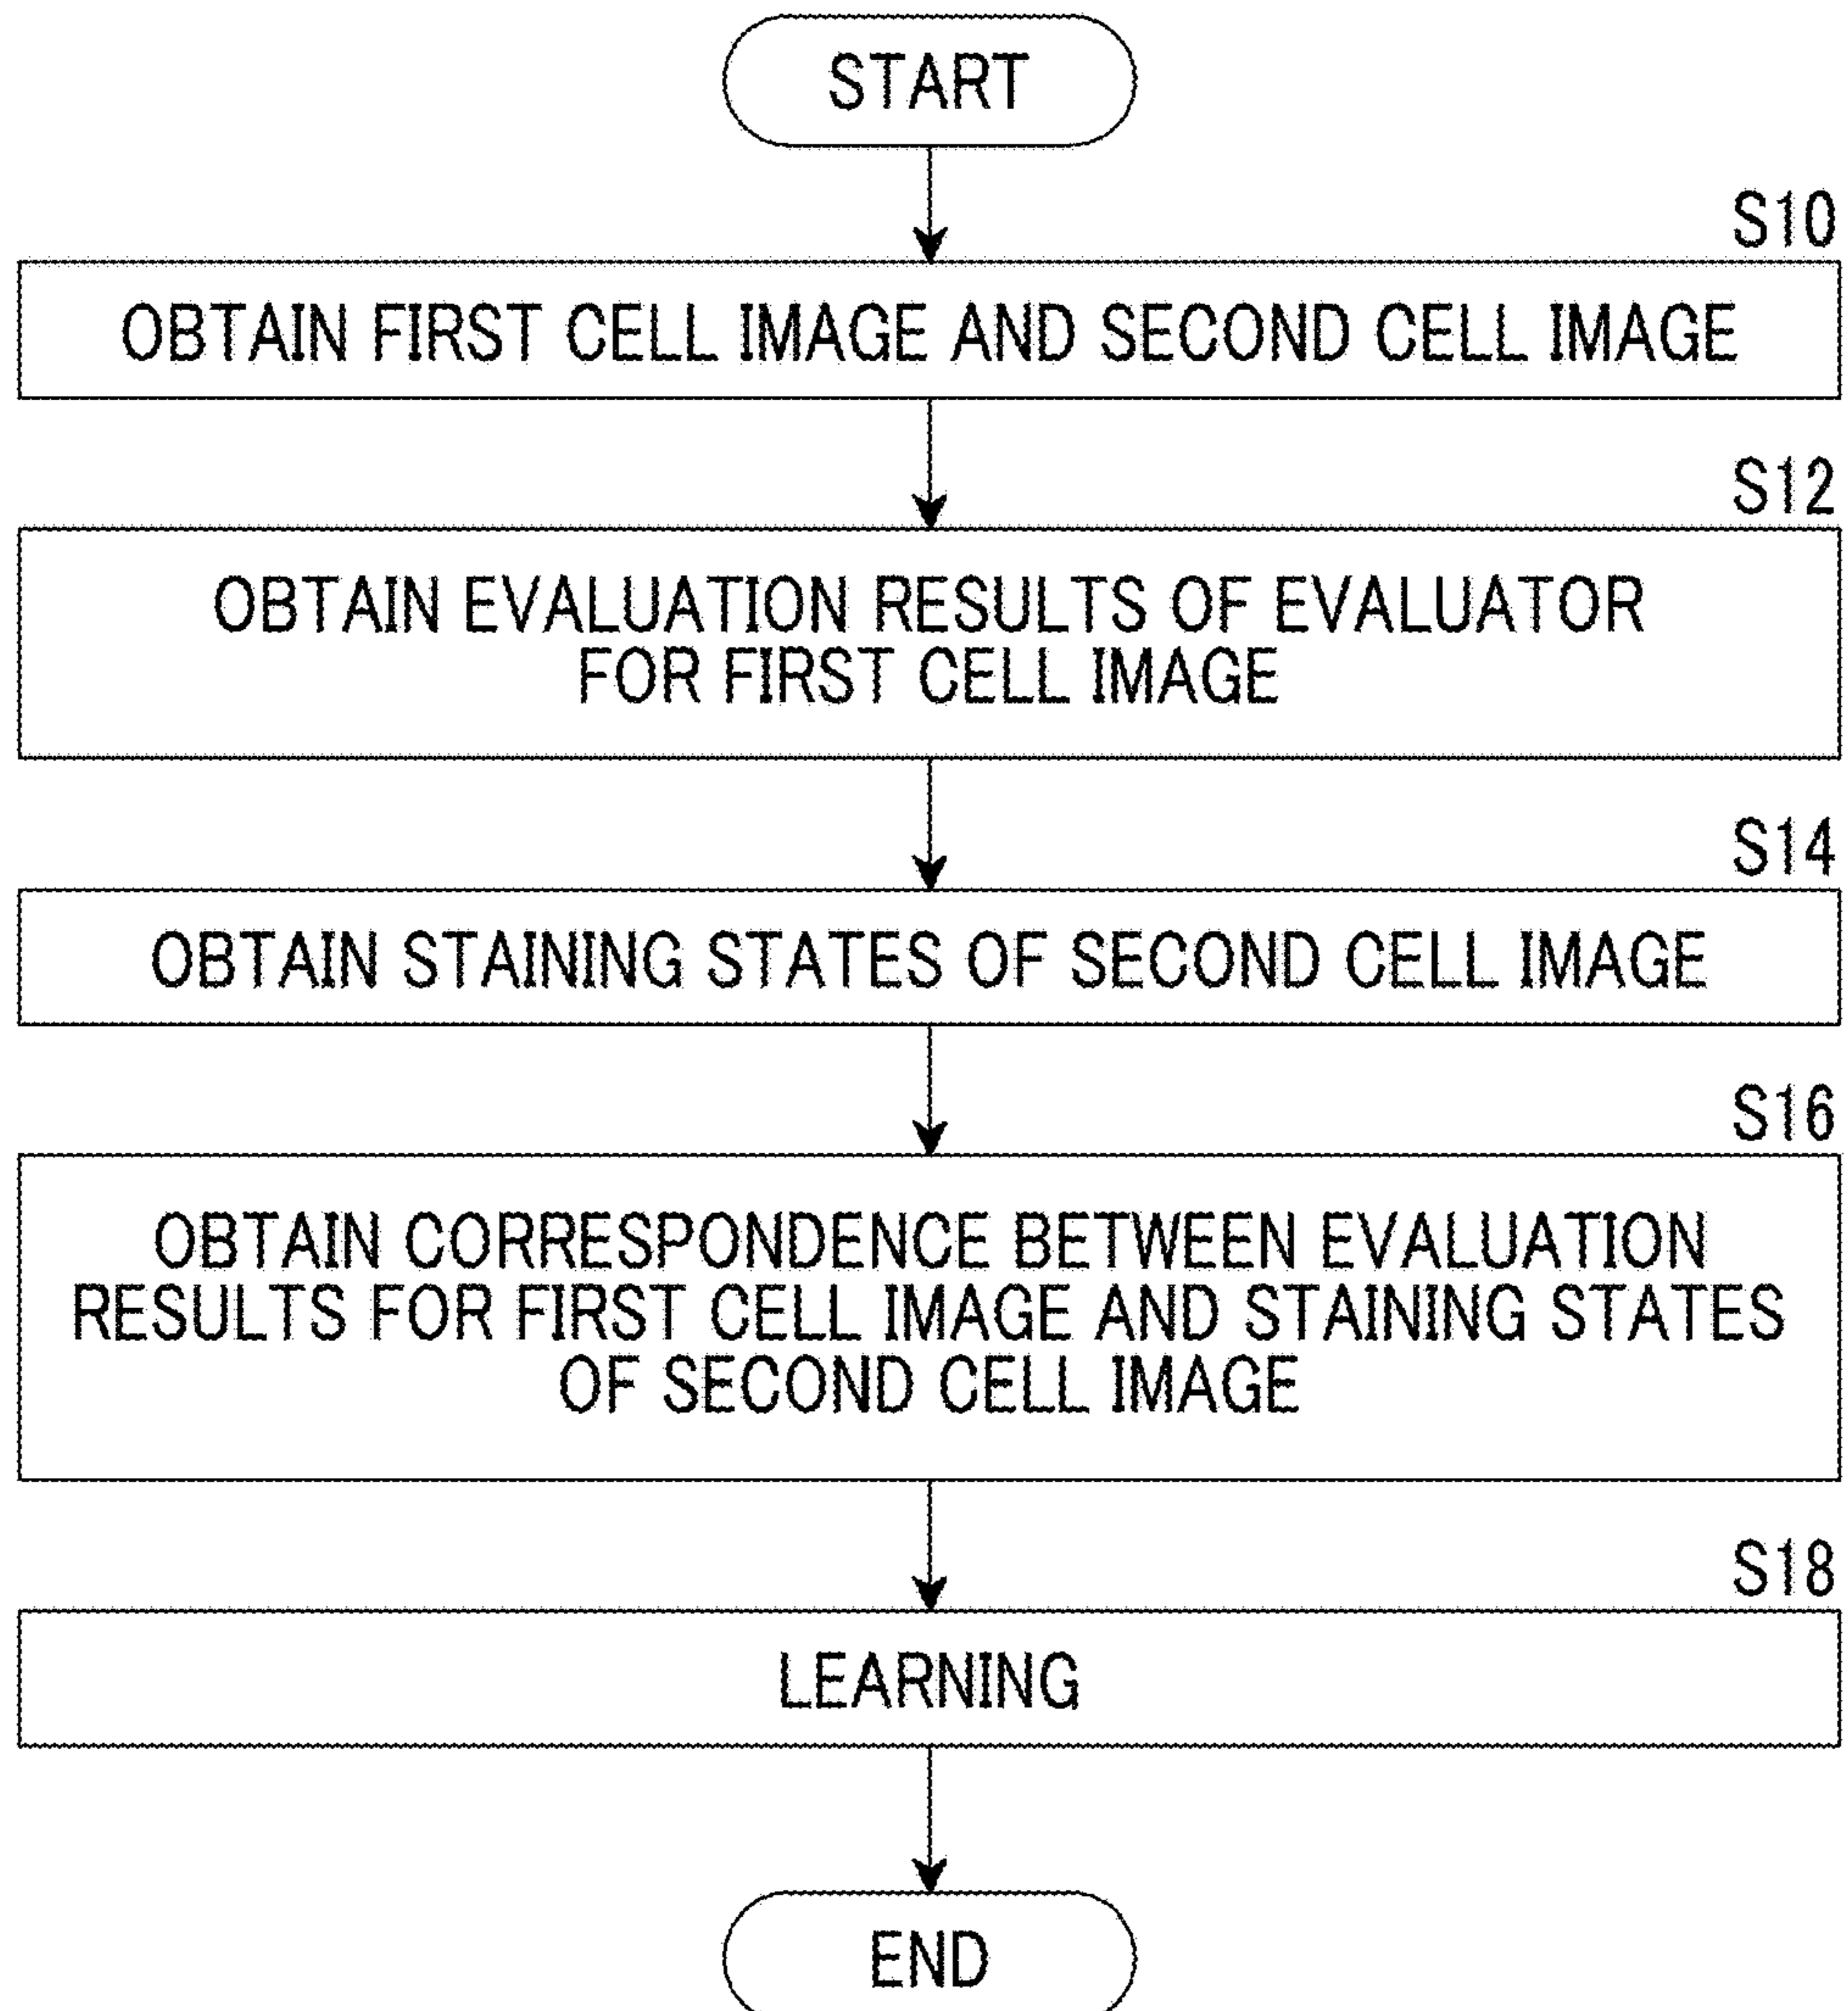 START
S10
OBTAIN FIRST CELL IMAGE AND SECOND CELL IMAGE
S12
OBTAIN EVALUATION RESULTS OF EVALUATOR
FOR FIRST CELL IMAGE
S14
OBTAIN STAINING STATES OF SECOND CELL IMAGE
S16
OBTAIN CORRESPONDENCE BETWEEN EVALUATION
RESULTS FOR FIRST CELL IMAGE AND STAINING STATES
OF SECOND CELL IMAGE
S18
LEARNING
END